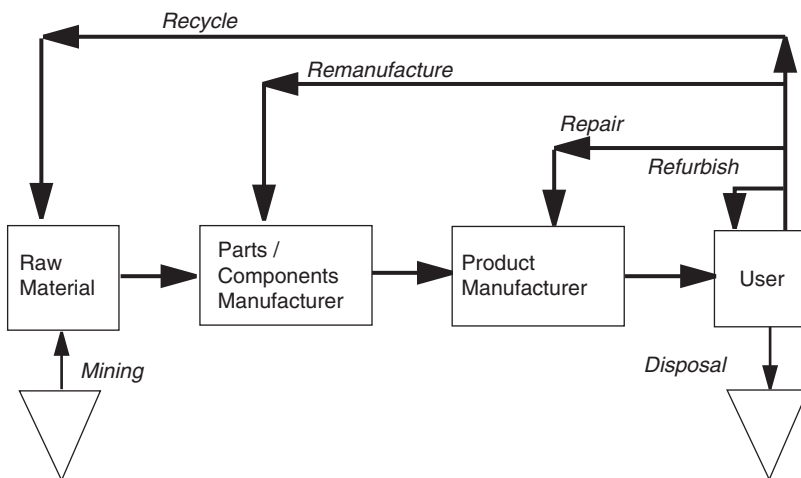 Recycle
Remanufacture
Repair
Refurbish
Raw
Material
Parts /
Components
Manufacturer
Product
Manufacturer
User
Mining
Disposal